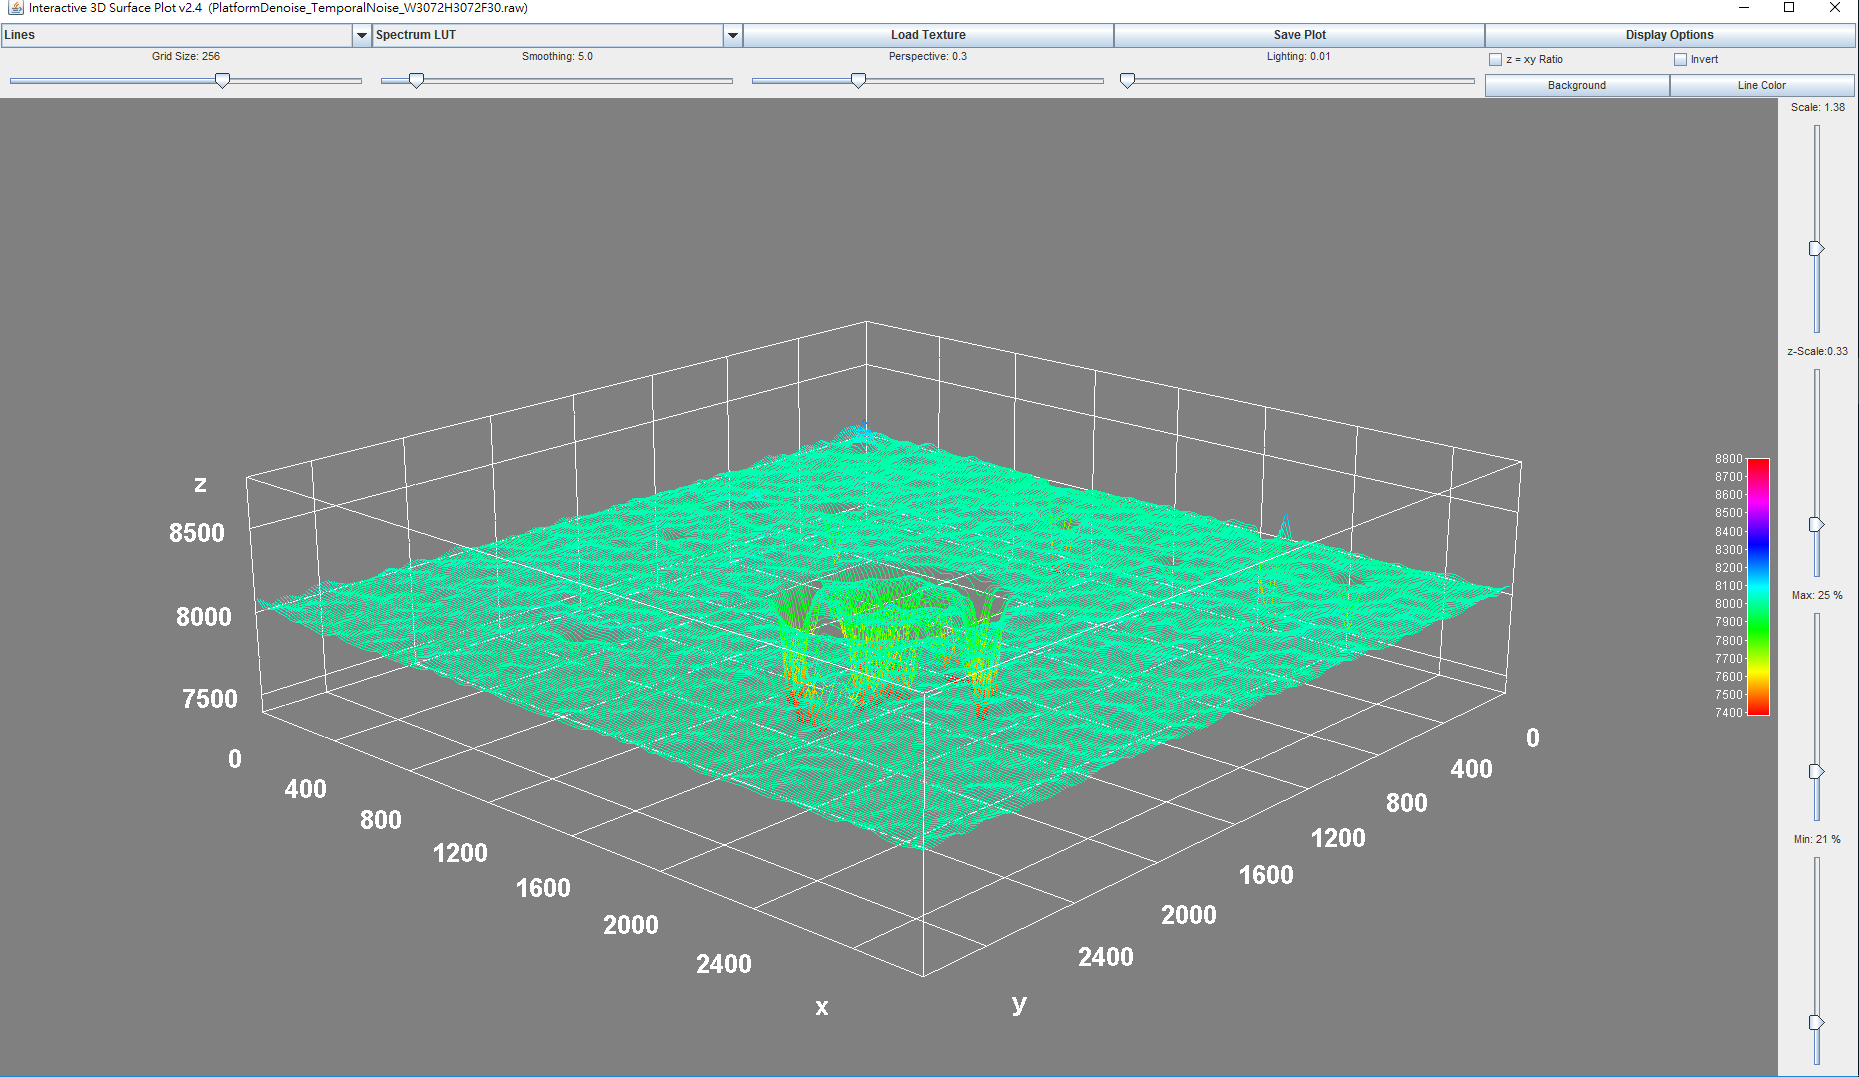 Interactive 3D Surface Plot v2.4 (PlatformDenoise_TemporalNoise_W3072H3072F30.raw)
Lines
Spectrum LUT
Load Texture
Save Plot
Display Options
Grid Size: 256
Smoothing: 5.0
Perspective: 0.3
Lighting: 0.01
z = xy Ratio
Invert
Background
Line Color
Scale: 1.38
z-Scale:0.33
Max: 25 %
Min: 21 %
z
8500
8000
7500
0
400
800
1200
1600
2000
2400
x
y
2400
2000
1600
1200
800
400
0
8800
8700
8600
8500
8400
8300
8200
8100
8000
7900
7800
7700
7600
7500
7400